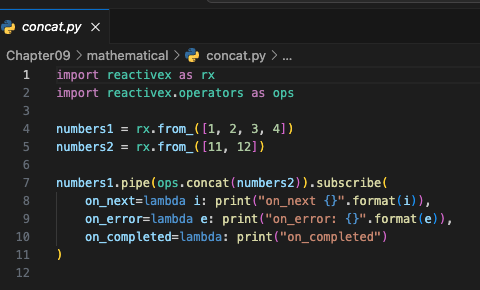 concat.py ×
Chapter09 > mathematical > concat.py > ...
1 import reactivex as rx
2 import reactivex.operators as ops
3
4 numbers1 = rx.from_([1, 2, 3, 4])
5 numbers2 = rx.from_([11, 12])
6
7 numbers1.pipe(ops.concat(numbers2)).subscribe(
8     on_next=lambda i: print("on_next {}".format(i)),
9     on_error=lambda e: print("on_error: {}".format(e)),
10     on_completed=lambda: print("on_completed")
11 )
12